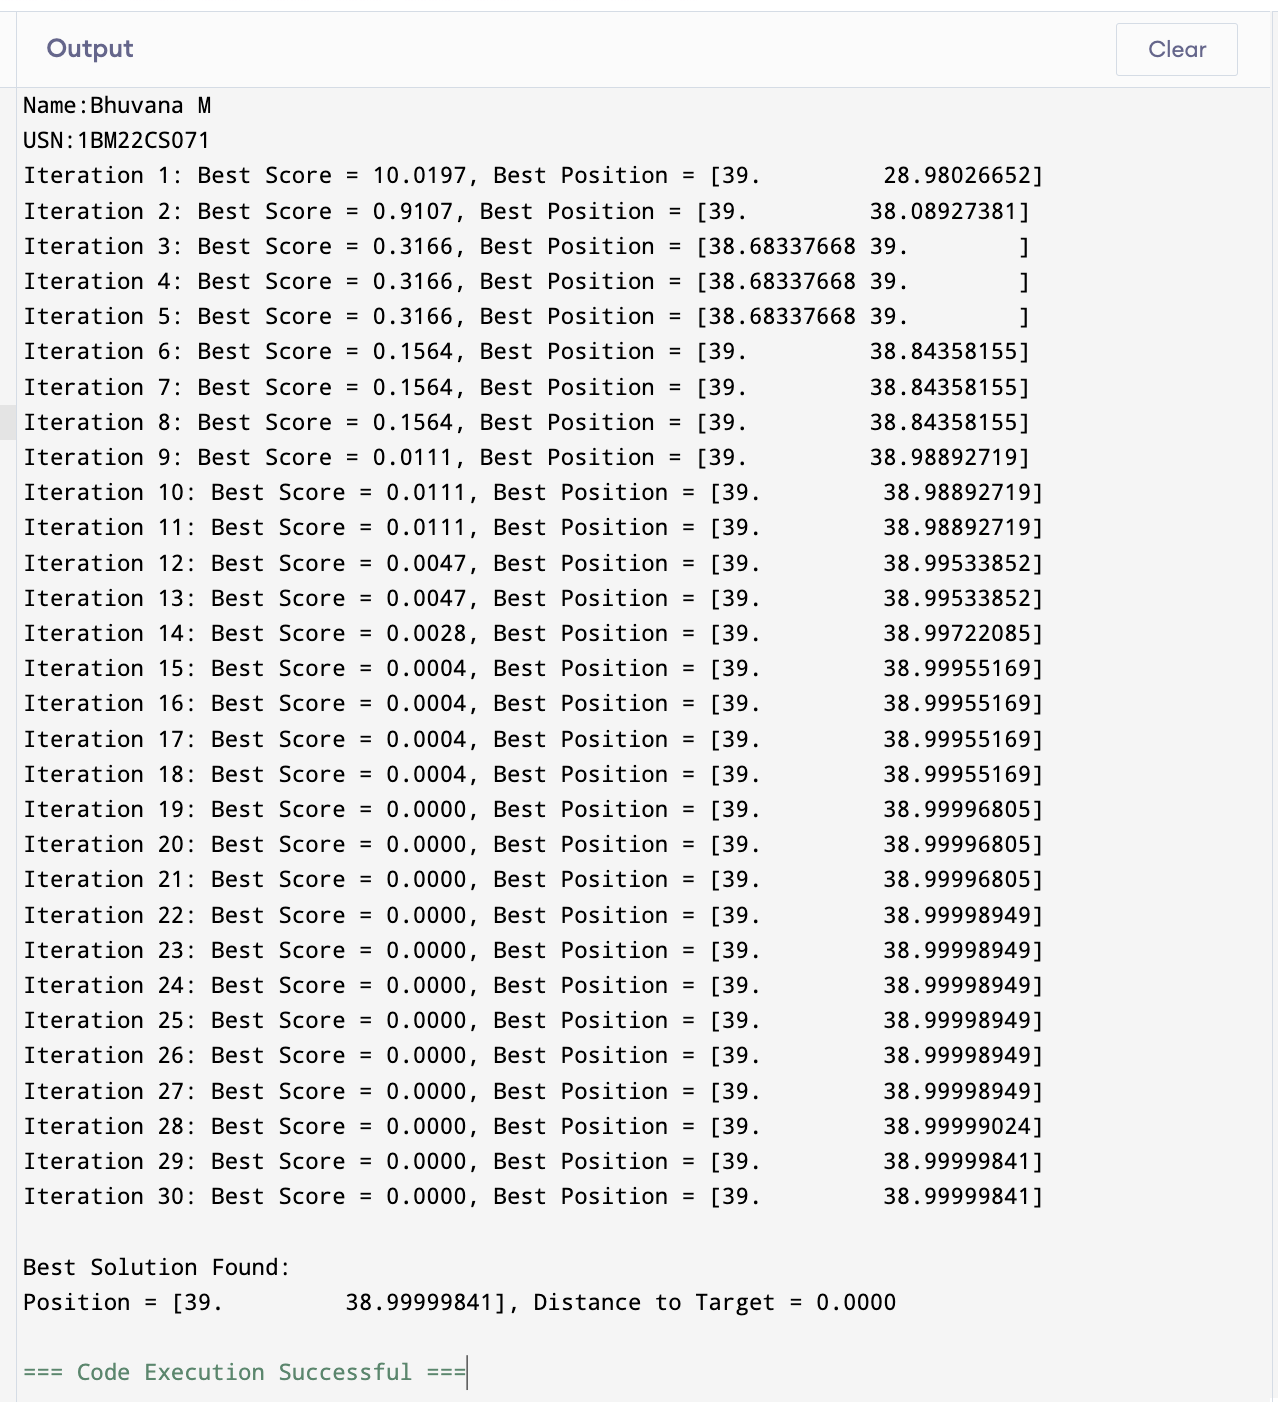 Output
Clear
Name:Bhuvana M
USN:1BM22CS071
Iteration 1: Best Score = 10.0197, Best Position = [39.         28.98026652]
Iteration 2: Best Score = 0.9107, Best Position = [39.         38.08927381]
Iteration 3: Best Score = 0.3166, Best Position = [38.68337668 39.        ]
Iteration 4: Best Score = 0.3166, Best Position = [38.68337668 39.        ]
Iteration 5: Best Score = 0.3166, Best Position = [38.68337668 39.        ]
Iteration 6: Best Score = 0.1564, Best Position = [39.         38.84358155]
Iteration 7: Best Score = 0.1564, Best Position = [39.         38.84358155]
Iteration 8: Best Score = 0.1564, Best Position = [39.         38.84358155]
Iteration 9: Best Score = 0.0111, Best Position = [39.         38.98892719]
Iteration 10: Best Score = 0.0111, Best Position = [39.         38.98892719]
Iteration 11: Best Score = 0.0111, Best Position = [39.         38.98892719]
Iteration 12: Best Score = 0.0047, Best Position = [39.         38.99533852]
Iteration 13: Best Score = 0.0047, Best Position = [39.         38.99533852]
Iteration 14: Best Score = 0.0028, Best Position = [39.         38.99722085]
Iteration 15: Best Score = 0.0004, Best Position = [39.         38.99955169]
Iteration 16: Best Score = 0.0004, Best Position = [39.         38.99955169]
Iteration 17: Best Score = 0.0004, Best Position = [39.         38.99955169]
Iteration 18: Best Score = 0.0004, Best Position = [39.         38.99955169]
Iteration 19: Best Score = 0.0000, Best Position = [39.         38.99996805]
Iteration 20: Best Score = 0.0000, Best Position = [39.         38.99996805]
Iteration 21: Best Score = 0.0000, Best Position = [39.         38.99996805]
Iteration 22: Best Score = 0.0000, Best Position = [39.         38.99998949]
Iteration 23: Best Score = 0.0000, Best Position = [39.         38.99998949]
Iteration 24: Best Score = 0.0000, Best Position = [39.         38.99998949]
Iteration 25: Best Score = 0.0000, Best Position = [39.         38.99998949]
Iteration 26: Best Score = 0.0000, Best Position = [39.         38.99998949]
Iteration 27: Best Score = 0.0000, Best Position = [39.         38.99998949]
Iteration 28: Best Score = 0.0000, Best Position = [39.         38.99999024]
Iteration 29: Best Score = 0.0000, Best Position = [39.         38.99999841]
Iteration 30: Best Score = 0.0000, Best Position = [39.         38.99999841]
Best Solution Found:
Position = [39.         38.99999841], Distance to Target = 0.0000
=== Code Execution Successful ===